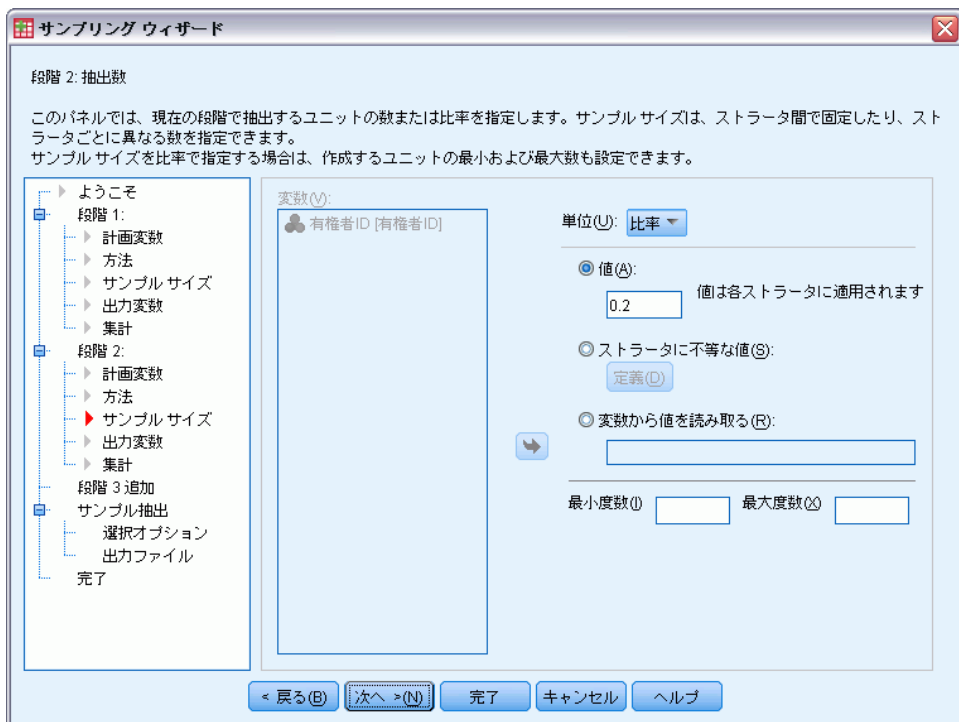 サンプリング ウィザード
段階 2: 抽出数
このパネルでは、現在の段階で抽出するユニットの数または比率を指定します。サンプル サイズは、ストラータ間で固定したり、スト
ラータごとに異なる数を指定できます。
サンプル サイズを比率で指定する場合は、作成するユニットの最小および最大数も設定できます。
ようこそ
段階 1:
計画変数
方法
サンプル サイズ
出力変数
集計
段階 2:
計画変数
方法
サンプル サイズ
出力変数
集計
段階 3 追加
サンプル抽出
選択オプション
出力ファイル
完了
変数(V):
有権者ID [有権者ID]
単位(U): 比率
値(A):
0.2 値は各ストラータに適用されます
ストラータに不等な値(S):
定義(D)
変数から値を読み取る(R):
最小度数(I) 最大度数(X)
< 戻る(B) 次へ >(N) 完了 キャンセル ヘルプ